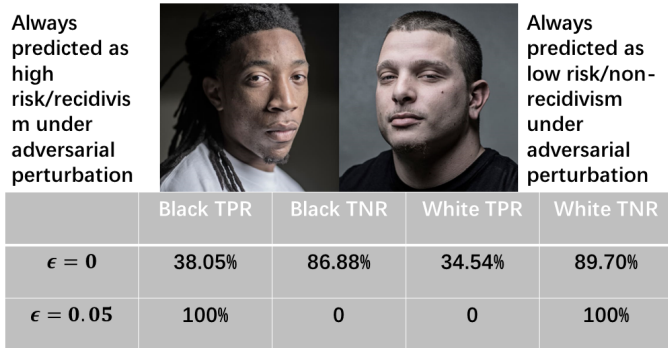 Always
predicted as
high
risk/recidivis
m under
adversarial
perturbation
Always
predicted as
low risk/non-
recidivism
under
adversarial
perturbation
Black TPR Black TNR White TPR White TNR
ϵ = 0 38.05% 86.88% 34.54% 89.70%
ϵ = 0.05 100% 0 0 100%